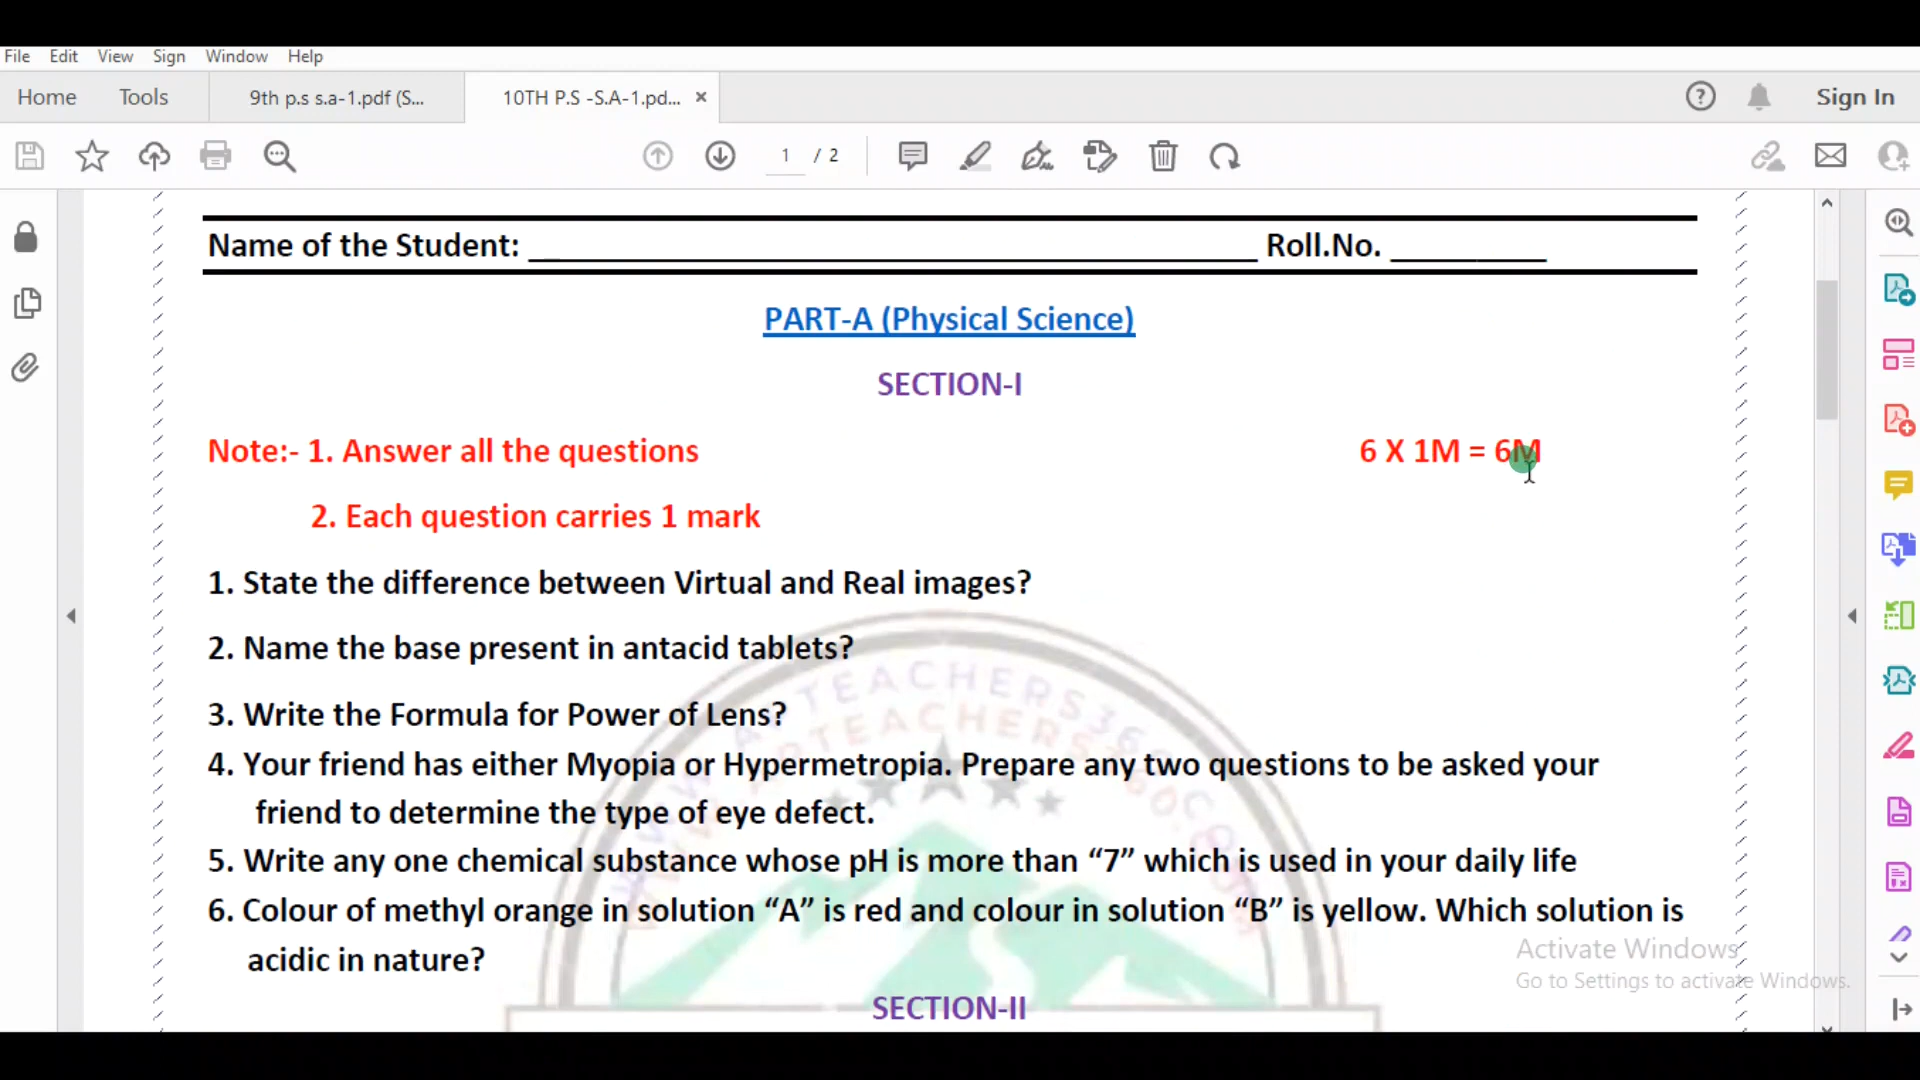 File Edit View Sign Window Help
Home Tools 9th p.s s.a-1.pdf (S... 10TH P.S -S.A-1.pd... × Sign In
1 / 2
Name of the Student: ________________________________________ Roll.No. _________
PART-A (Physical Science)
SECTION-I
Note:- 1. Answer all the questions 6 X 1M = 6M
2. Each question carries 1 mark
1. State the difference between Virtual and Real images?
2. Name the base present in antacid tablets?
3. Write the Formula for Power of Lens?
4. Your friend has either Myopia or Hypermetropia. Prepare any two questions to be asked your
friend to determine the type of eye defect.
5. Write any one chemical substance whose pH is more than “7” which is used in your daily life
6. Colour of methyl orange in solution “A” is red and colour in solution “B” is yellow. Which solution is
acidic in nature?
SECTION-II
Activate Windows
Go to Settings to activate Windows.